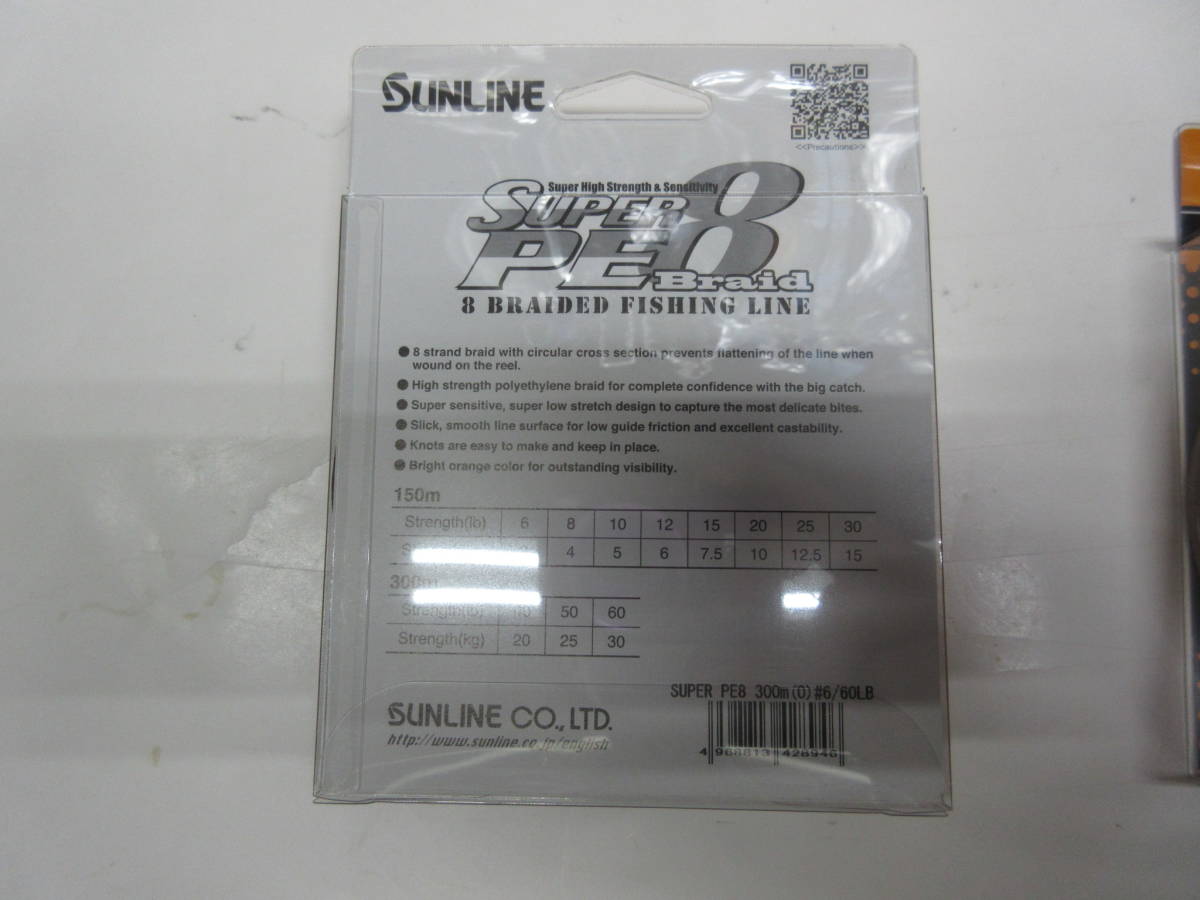 SUNLINE
<<Precautions>>
Super High Strength & Sensitivity
SUPER
PE8
Braid
8 BRAIDED FISHING LINE
● 8 strand braid with circular cross section prevents flattening of the line when
wound on the reel.
● High strength polyethylene braid for complete confidence with the big catch.
● Super sensitive, super low stretch design to capture the most delicate bites.
● Slick, smooth line surface for low guide friction and excellent castability.
● Knots are easy to make and keep in place.
● Bright orange color for outstanding visibility.
150m
Strength(lb) 6 8 10 12 15 20 25 30
4 5 6 7.5 10 12.5 15
300m
Strength(lb) 50 60
Strength(kg) 20 25 30
SUPER PE8 300m(O)#6/60LB
SUNLINE CO., LTD.
http://www.sunline.co.jp/english
4 968813 428946